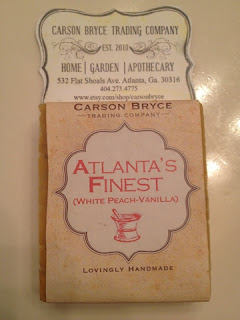 CARSON BRYCE TRADING COMPANY
EST. 2010
HOME | GARDEN | APOTHECARY
532 Flat Shoals Ave. Atlanta, Ga. 30316
404.273.4775
www.etsy.com/shop/carsonbryce
CARSON BRYCE
TRADING COMPANY
ATLANTA'S
FINEST
(WHITE PEACH-VANILLA)
LOVINGLY HANDMADE